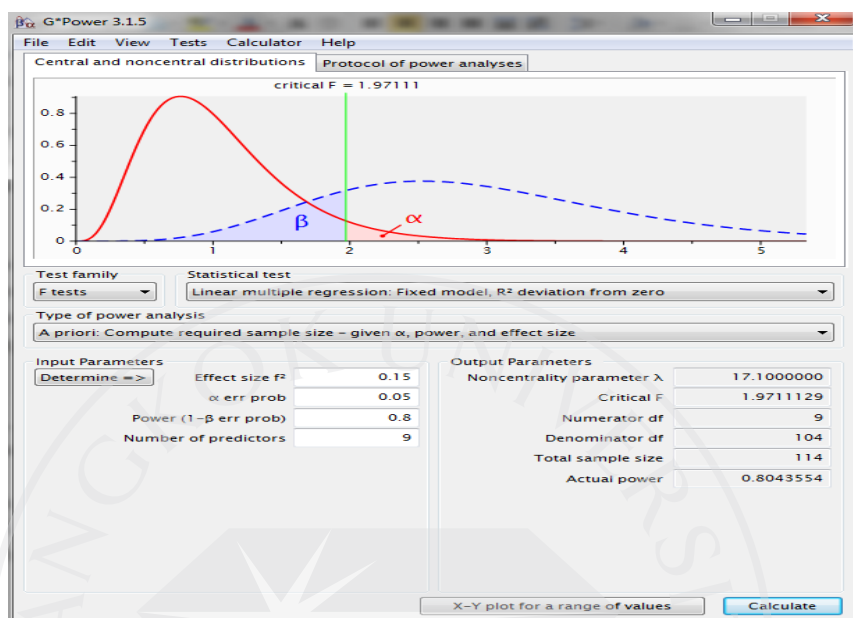 βα G*Power 3.1.5
File Edit View Tests Calculator Help
Central and noncentral distributions Protocol of power analyses
critical F = 1.97111
0.8
0.6
0.4
0.2
0
β
α
0 1 2 3 4 5
Test family Statistical test
F tests Linear multiple regression: Fixed model, R² deviation from zero
Type of power analysis
A priori: Compute required sample size – given α, power, and effect size
Input Parameters Output Parameters
Determine => Effect size f² 0.15 Noncentrality parameter λ 17.1000000
α err prob 0.05 Critical F 1.9711129
Power (1–β err prob) 0.8 Numerator df 9
Number of predictors 9 Denominator df 104
Total sample size 114
Actual power 0.8043554
ANGKOK UNIVERS
X–Y plot for a range of values Calculate